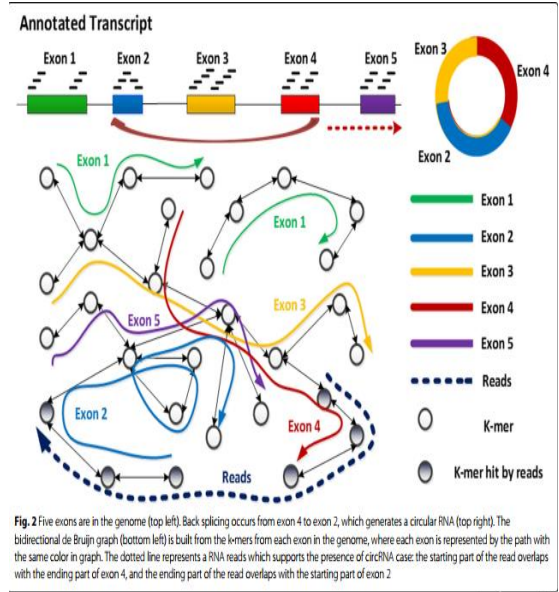 Annotated Transcript
Exon 1
Exon 2
Exon 3
Exon 4
Exon 5
Exon 3
Exon 4
Exon 2
Exon 1
Exon 1
Exon 3
Exon 5
Exon 2
Exon 4
Reads
Exon 1
Exon 2
Exon 3
Exon 4
Exon 5
Reads
K-mer
K-mer hit by reads
Fig. 2 Five exons are in the genome (top left). Back splicing occurs from exon 4 to exon 2, which generates a circular RNA (top right). The
bidirectional de Bruijn graph (bottom left) is built from the k-mers from each exon in the genome, where each exon is represented by the path with
the same color in graph. The dotted line represents a RNA reads which supports the presence of circRNA case: the starting part of the read overlaps
with the ending part of exon 4, and the ending part of the read overlaps with the starting part of exon 2